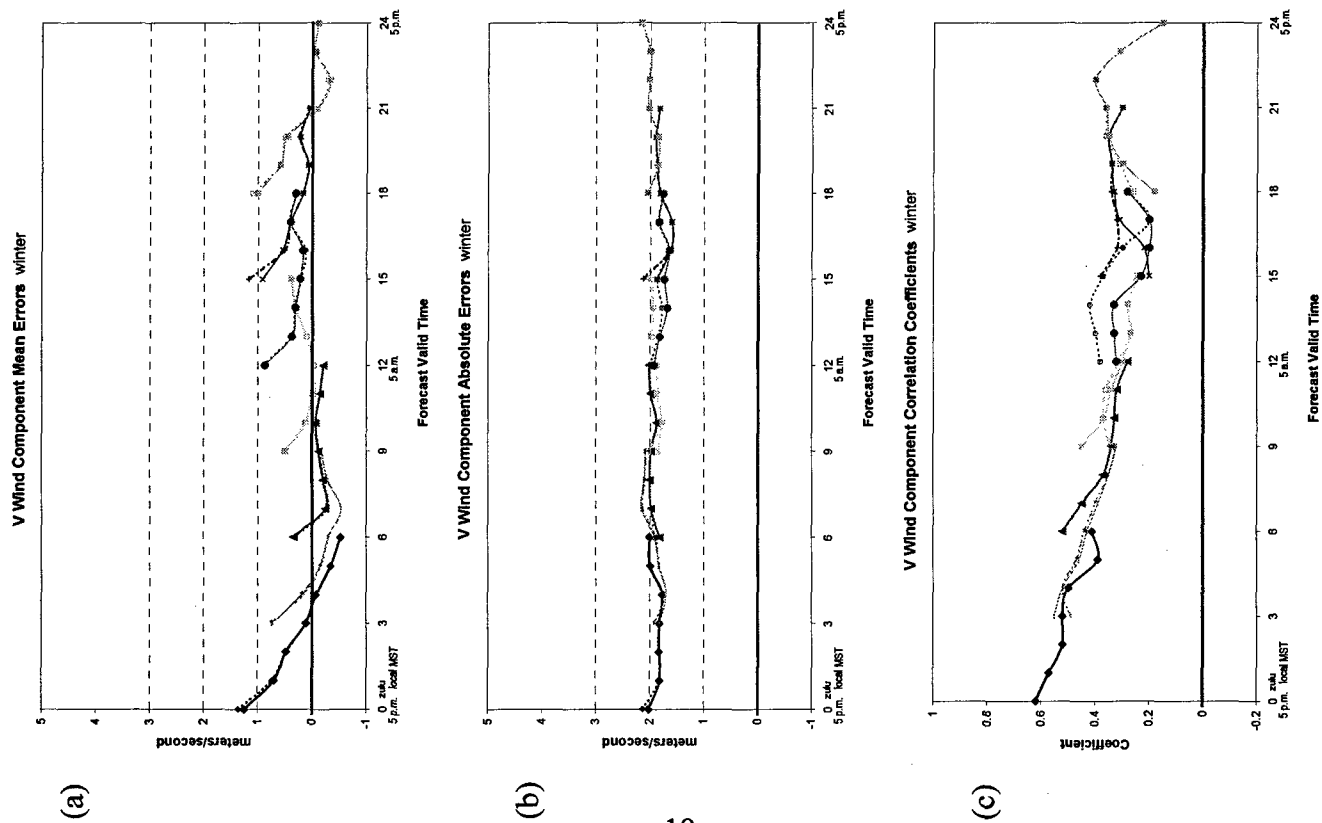 (a)
V Wind Component Mean Errors winter
meters/second
5
4
3
2
1
0
-1
0 zulu
3
6
9
12
15
18
21
24
5 p.m. local MST
5 a.m.
5 p.m.
Forecast Valid Time
(b)
V Wind Component Absolute Errors winter
meters/second
5
4
3
2
1
0
-1
0 zulu
3
6
9
12
15
18
21
24
5 p.m. local MST
5 a.m.
5 p.m.
Forecast Valid Time
(c)
V Wind Component Correlation Coefficients winter
Coefficient
1
0.8
0.6
0.4
0.2
0
-0.2
0 zulu
3
6
9
12
15
18
21
24
5 p.m. local MST
5 a.m.
5 p.m.
Forecast Valid Time